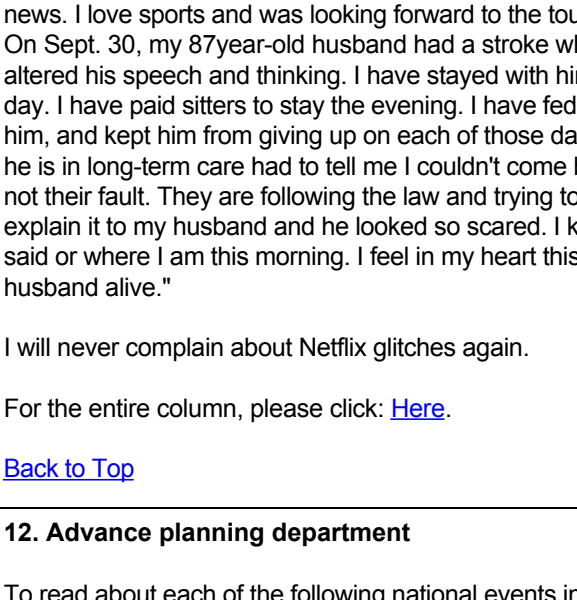 news. I love sports and was looking forward to the tou
On Sept. 30, my 87year-old husband had a stroke wh
altered his speech and thinking. I have stayed with hi
day. I have paid sitters to stay the evening. I have fed
him, and kept him from giving up on each of those da
he is in long-term care had to tell me I couldn't come
not their fault. They are following the law and trying to
explain it to my husband and he looked so scared. I k
said or where I am this morning. I feel in my heart this
husband alive."
I will never complain about Netflix glitches again.
For the entire column, please click: Here.
Back to Top
12. Advance planning department
To read about each of the following national events in